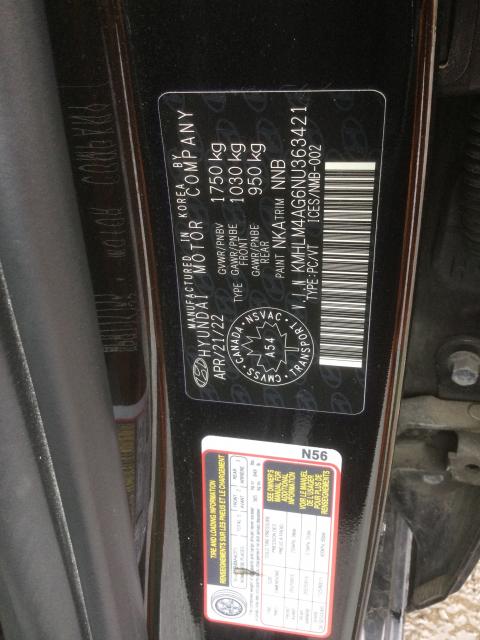 MANUFACTURED IN KOREA BY
HYUNDAI MOTOR COMPANY
APR/21/22 GVWR/PNBV 1750 kg
TYPE GAWR/PNBE FRONT 1030 kg
GAWR/PNBE REAR 950 kg
PAINT NKA TRIM NNB
V.I.N KMHLM4AG6NU363421
TYPE:PC/VT ICES/NMB-002
CANADA · NSVAC · TRANSPORT · CMVSS
A54
N56
TIRE AND LOADING INFORMATION
RENSEIGNEMENTS SUR LES PNEUS ET LE CHARGEMENT
SEE OWNER'S MANUAL FOR ADDITIONAL INFORMATION
VOIR LE MANUEL DE L'USAGER POUR PLUS DE RENSEIGNEMENTS